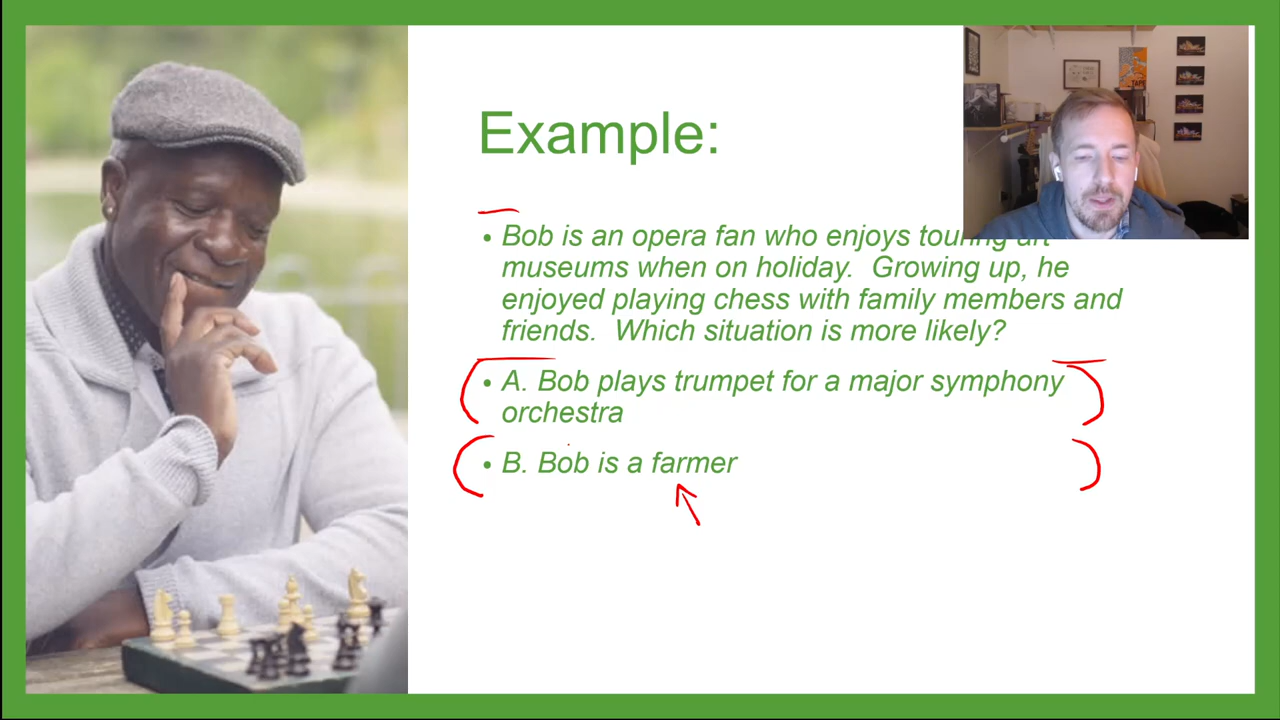 Example:
• Bob is an opera fan who enjoys touring art
museums when on holiday. Growing up, he
enjoyed playing chess with family members and
friends. Which situation is more likely?
• A. Bob plays trumpet for a major symphony
orchestra
• B. Bob is a farmer
TAPE